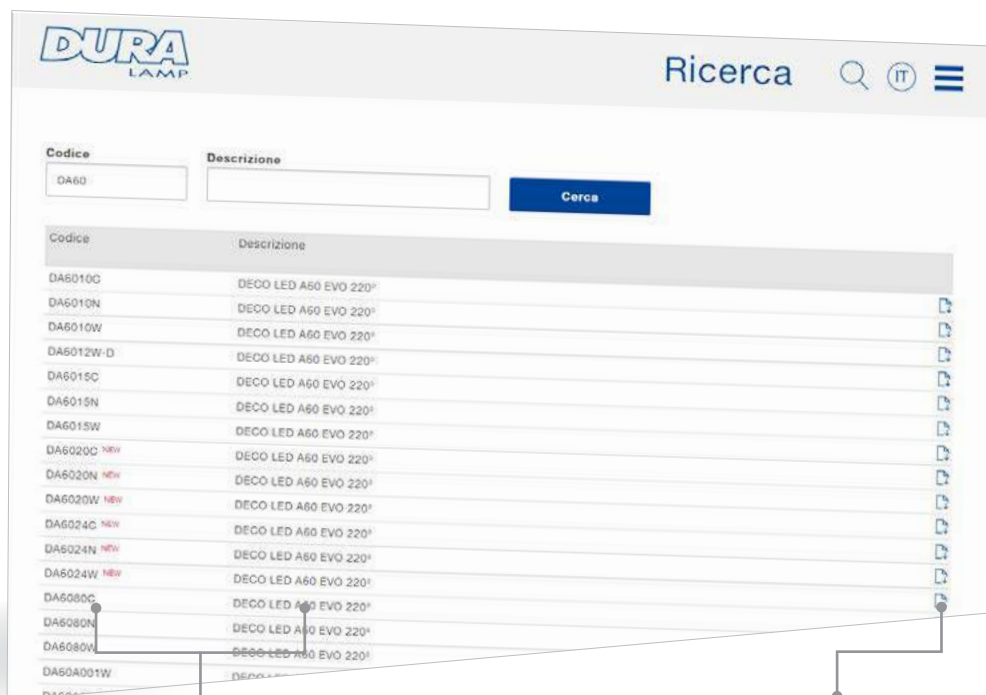 DURA
LAMP
Ricerca IT
Codice Descrizione
DA60
Cerca
Codice Descrizione
DA6010C DECO LED A60 EVO 220°
DA6010N DECO LED A60 EVO 220°
DA6010W DECO LED A60 EVO 220°
DA6012W-D DECO LED A60 EVO 220°
DA6015C DECO LED A60 EVO 220°
DA6015N DECO LED A60 EVO 220°
DA6015W DECO LED A60 EVO 220°
DA6020C NEW DECO LED A60 EVO 220°
DA6020N NEW DECO LED A60 EVO 220°
DA6020W NEW DECO LED A60 EVO 220°
DA6024C NEW DECO LED A60 EVO 220°
DA6024N NEW DECO LED A60 EVO 220°
DA6024W NEW DECO LED A60 EVO 220°
DA6080C DECO LED A60 EVO 220°
DA6080N DECO LED A60 EVO 220°
DA6080W DECO LED A60 EVO 220°
DA60A001W